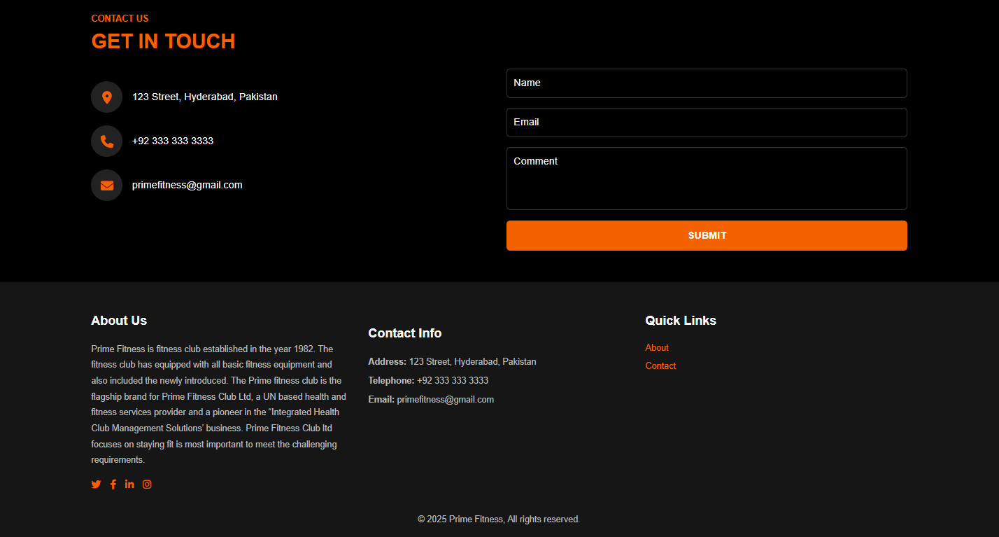 CONTACT US
GET IN TOUCH
123 Street, Hyderabad, Pakistan
+92 333 333 3333
primefitness@gmail.com
Name
Email
Comment
SUBMIT
About Us
Prime Fitness is fitness club established in the year 1982. The
fitness club has equipped with all basic fitness equipment and
also included the newly introduced. The Prime fitness club is the
flagship brand for Prime Fitness Club Ltd, a UN based health and
fitness services provider and a pioneer in the “Integrated Health
Club Management Solutions’ business. Prime Fitness Club ltd
focuses on staying fit is most important to meet the challenging
requirements.
Contact Info
Address: 123 Street, Hyderabad, Pakistan
Telephone: +92 333 333 3333
Email: primefitness@gmail.com
Quick Links
About
Contact
© 2025 Prime Fitness, All rights reserved.